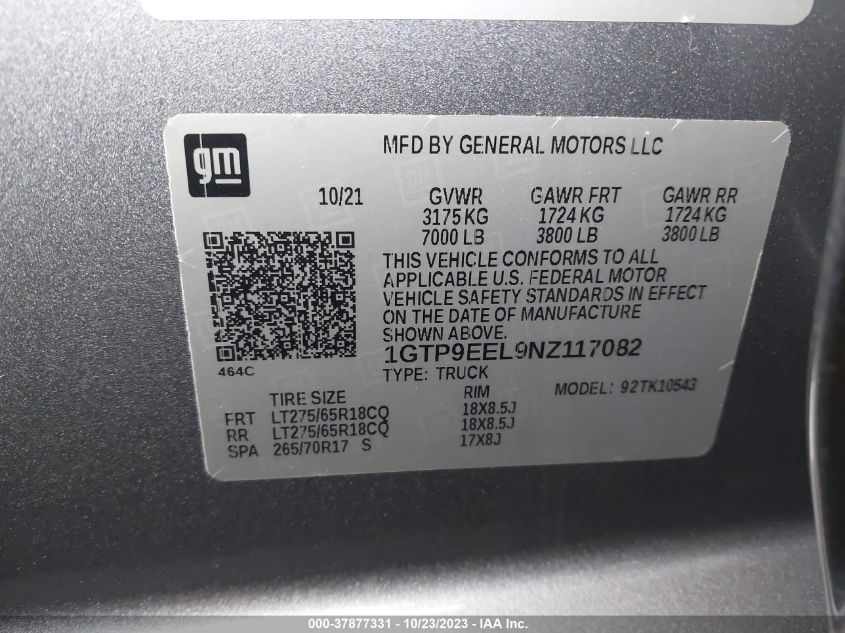 gm
MFD BY GENERAL MOTORS LLC
10/21 GVWR GAWR FRT GAWR RR
3175 KG 1724 KG 1724 KG
7000 LB 3800 LB 3800 LB
THIS VEHICLE CONFORMS TO ALL
APPLICABLE U.S. FEDERAL MOTOR
VEHICLE SAFETY STANDARDS IN EFFECT
ON THE DATE OF MANUFACTURE
SHOWN ABOVE.
464C
1GTP9EEL9NZ117082
TYPE: TRUCK MODEL: 92TK10543
TIRE SIZE RIM
FRT LT275/65R18CQ 18X8.5J
RR LT275/65R18CQ 18X8.5J
SPA 265/70R17 S 17X8J
000-37877331 - 10/23/2023 - IAA Inc.